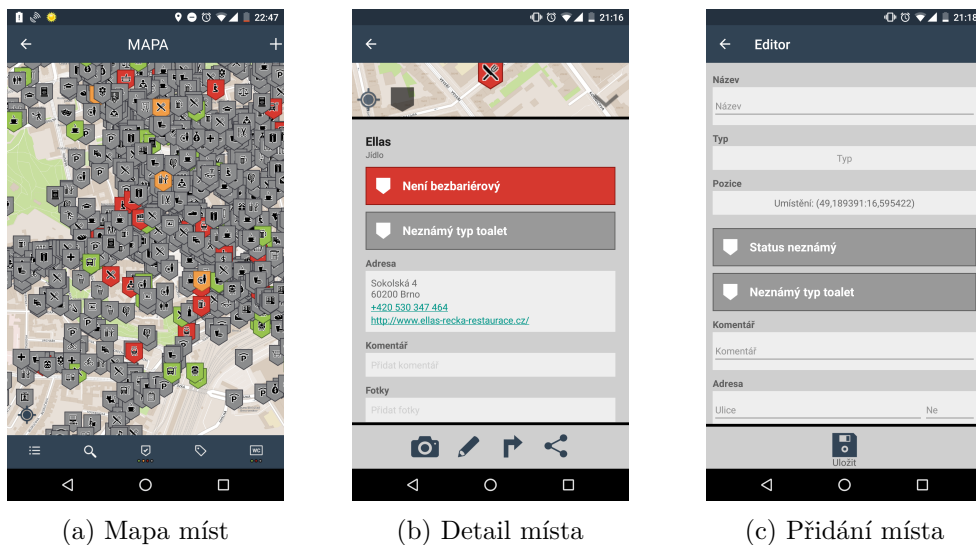 22:47
MAPA
WC
(a) Mapa míst
21:16
Ellas
Jídlo
Není bezbariérový
Neznámý typ toalet
Adresa
Sokolská 4
60200 Brno
+420 530 347 464
http://www.ellas-recka-restaurace.cz/
Komentář
Přidat komentář
Fotky
Přidat fotky
(b) Detail místa
21:18
Editor
Název
Název
Typ
Typ
Pozice
Umístění: (49,189391:16,595422)
Status neznámý
Neznámý typ toalet
Komentář
Komentář
Adresa
Ulice Ne
Uložit
(c) Přidání místa